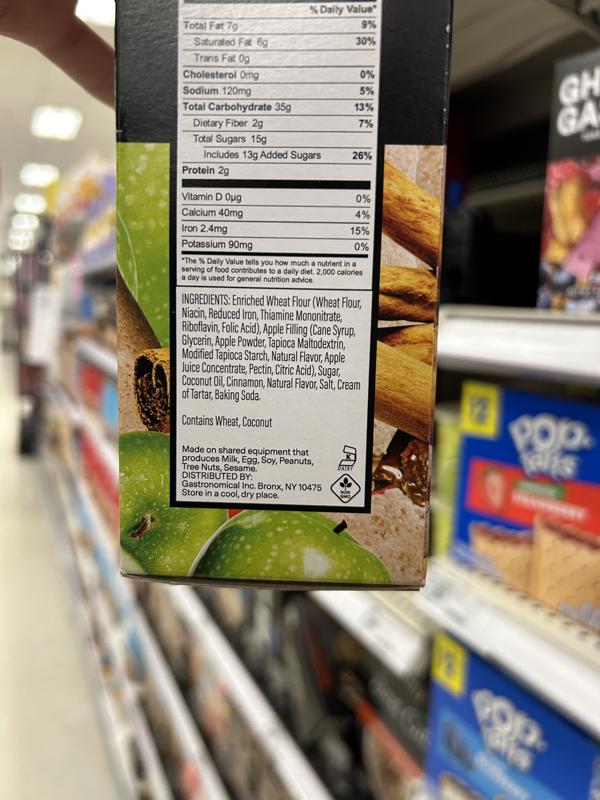 % Daily Value*
Total Fat 7g 9%
Saturated Fat 6g 30%
Trans Fat 0g
Cholesterol 0mg 0%
Sodium 120mg 5%
Total Carbohydrate 35g 13%
Dietary Fiber 2g 7%
Total Sugars 15g
Includes 13g Added Sugars 26%
Protein 2g
Vitamin D 0μg 0%
Calcium 40mg 4%
Iron 2.4mg 15%
Potassium 90mg 0%
*The % Daily Value tells you how much a nutrient in a
serving of food contributes to a daily diet. 2,000 calories
a day is used for general nutrition advice.
INGREDIENTS: Enriched Wheat Flour (Wheat Flour,
Niacin, Reduced Iron, Thiamine Mononitrate,
Riboflavin, Folic Acid), Apple Filling (Cane Syrup,
Glycerin, Apple Powder, Tapioca Maltodextrin,
Modified Tapioca Starch, Natural Flavor, Apple
Juice Concentrate, Pectin, Citric Acid), Sugar,
Coconut Oil, Cinnamon, Natural Flavor, Salt, Cream
of Tartar, Baking Soda.
Contains Wheat, Coconut
Made on shared equipment that
produces Milk, Egg, Soy, Peanuts,
Tree Nuts, Sesame.
DISTRIBUTED BY:
Gastronomical Inc. Bronx, NY 10475
Store in a cool, dry place.
K
DAIRY
NON
GMO
GH
GA
2
POP-
tarts
POP-
tarts